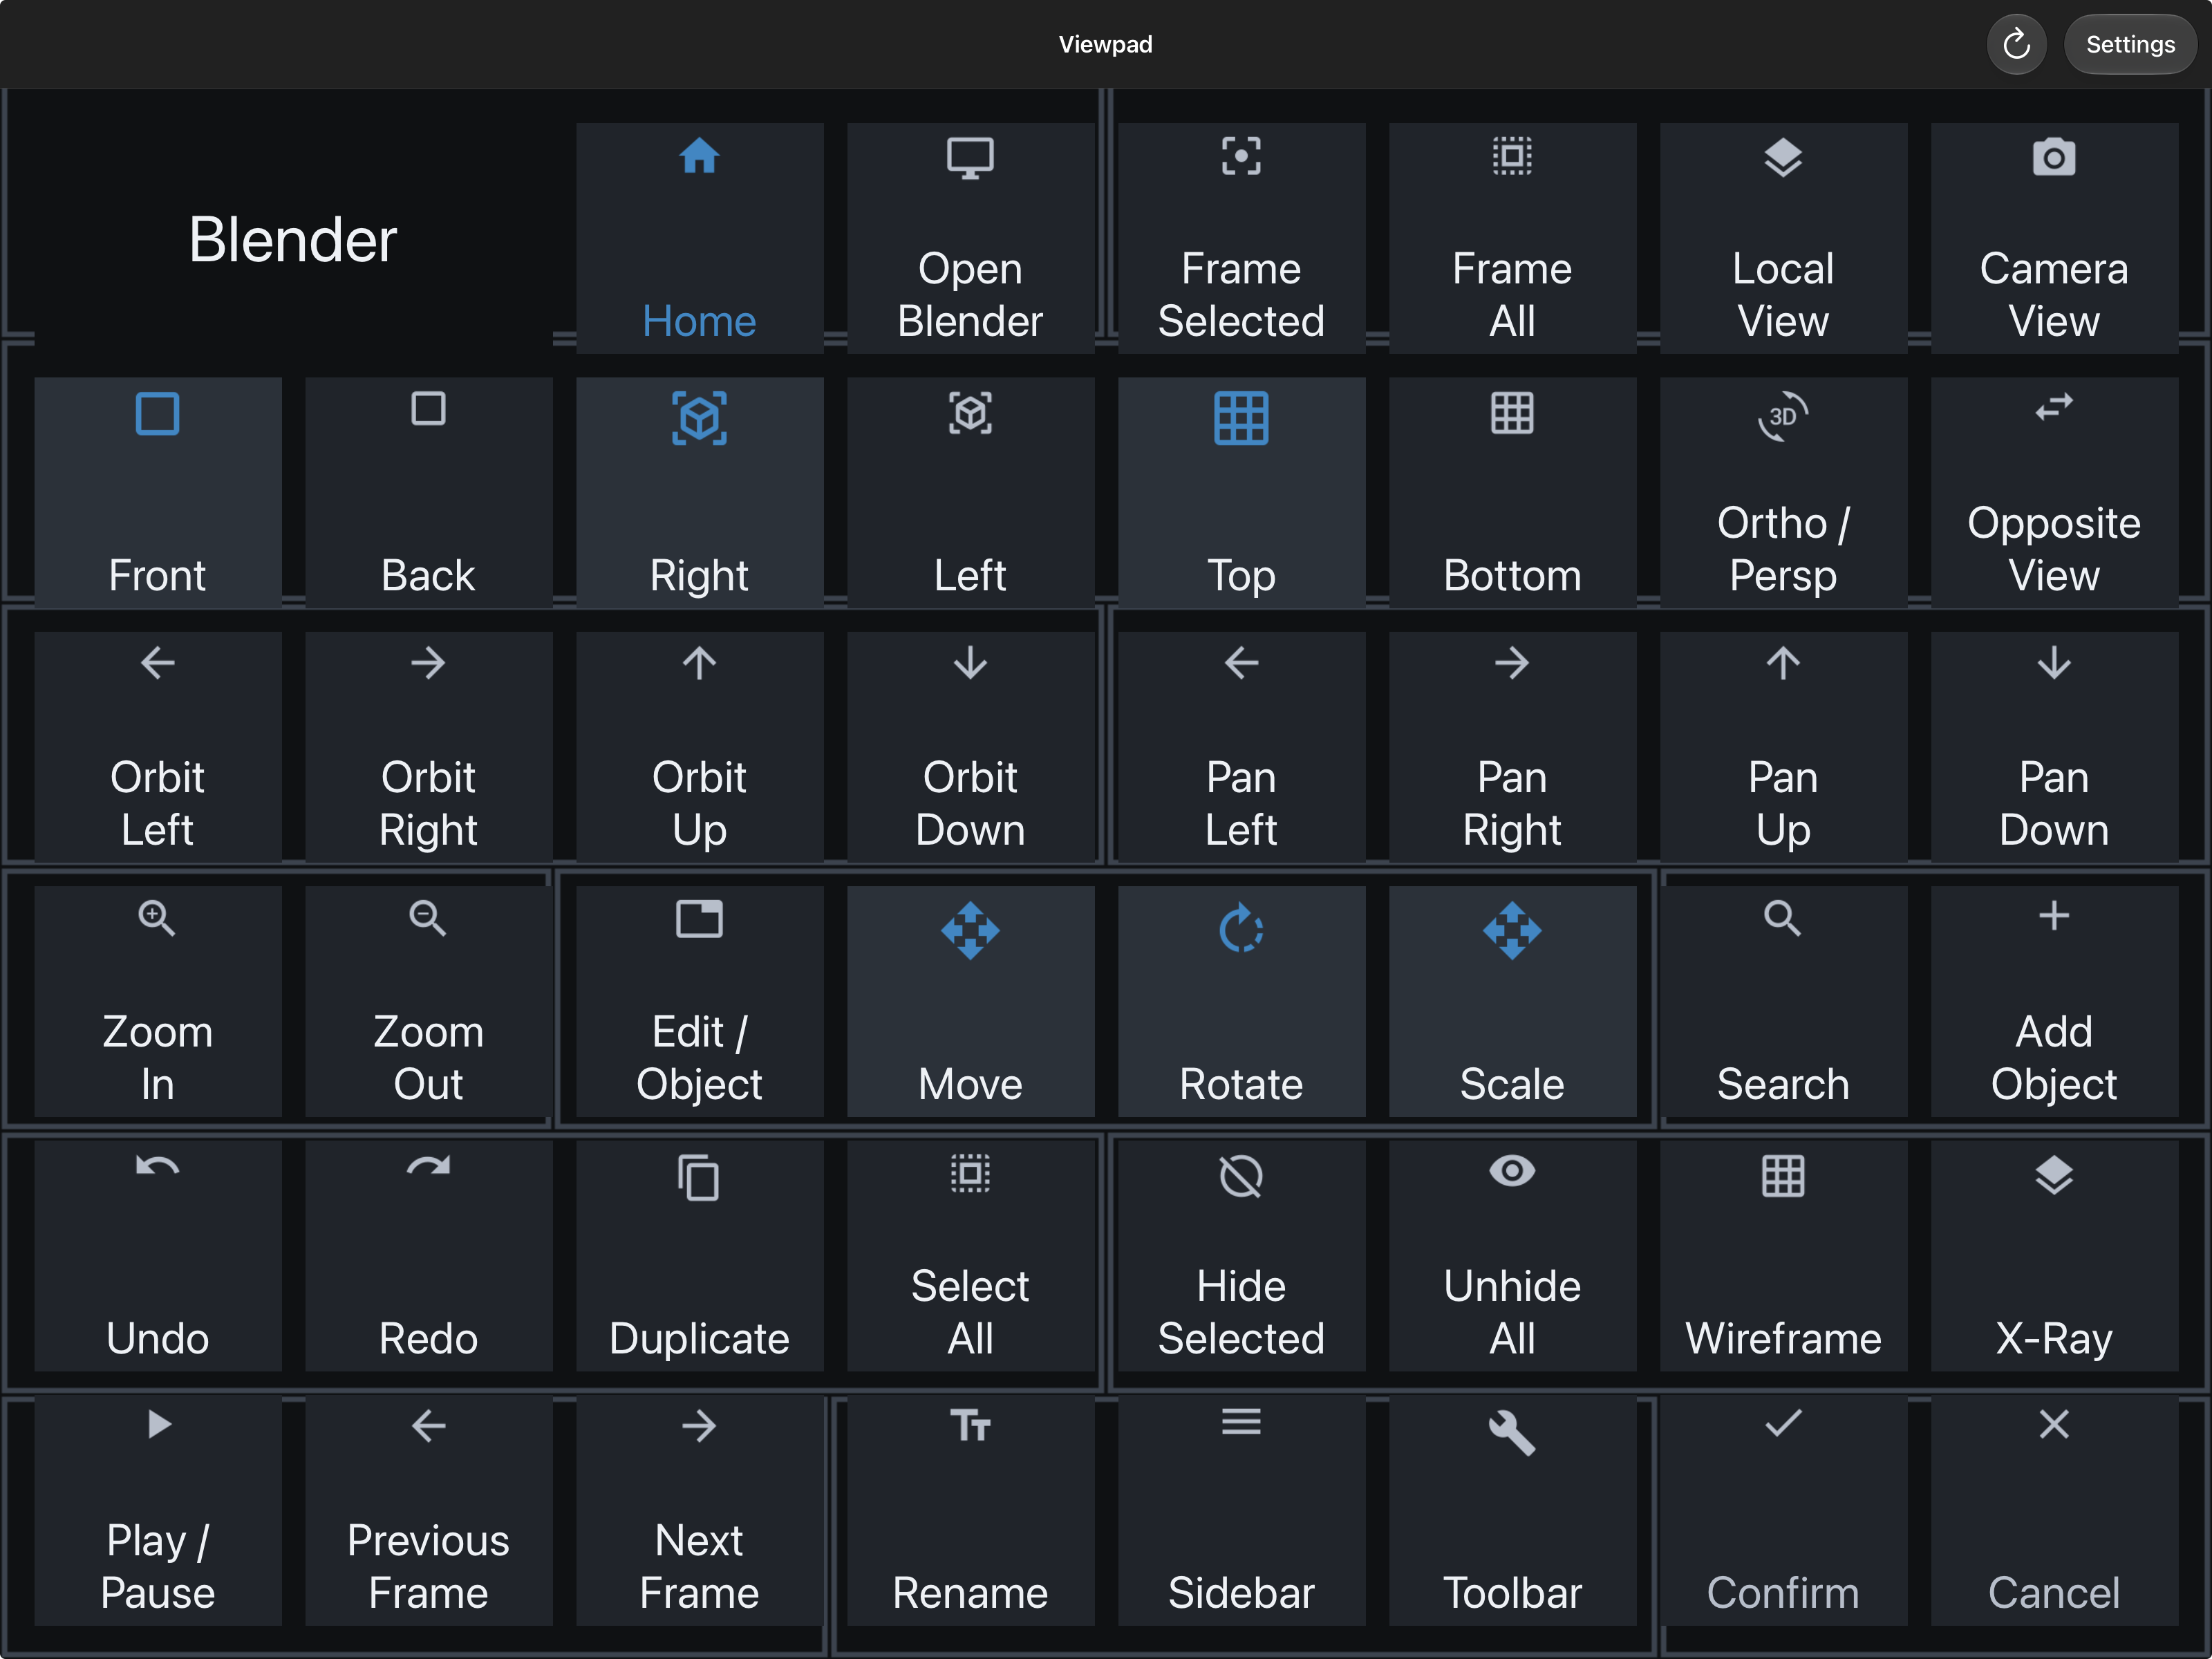 Viewpad
Settings
Blender
Home
Open
Blender
Frame
Selected
Frame
All
Local
View
Camera
View
Front
Back
Right
Left
Top
Bottom
3D
Ortho /
Persp
Opposite
View
Orbit
Left
Orbit
Right
Orbit
Up
Orbit
Down
Pan
Left
Pan
Right
Pan
Up
Pan
Down
Zoom
In
Zoom
Out
Edit /
Object
Move
Rotate
Scale
Search
Add
Object
Undo
Redo
Duplicate
Select
All
Hide
Selected
Unhide
All
Wireframe
X-Ray
Play /
Pause
Previous
Frame
Next
Frame
Rename
Sidebar
Toolbar
Confirm
Cancel